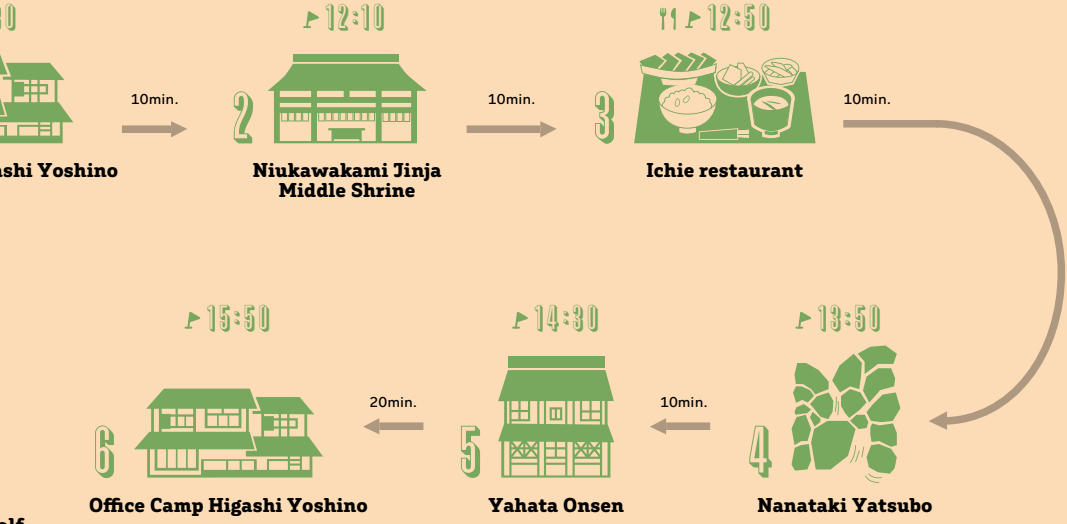 12:10
12:50
10min.
10min.
10min.
2
3
Yoshino
Niukawakami Jinja
Middle Shrine
Ichie restaurant
15:50
14:30
13:50
20min.
10min.
6
5
4
Office Camp Higashi Yoshino
Yahata Onsen
Nanataki Yatsubo